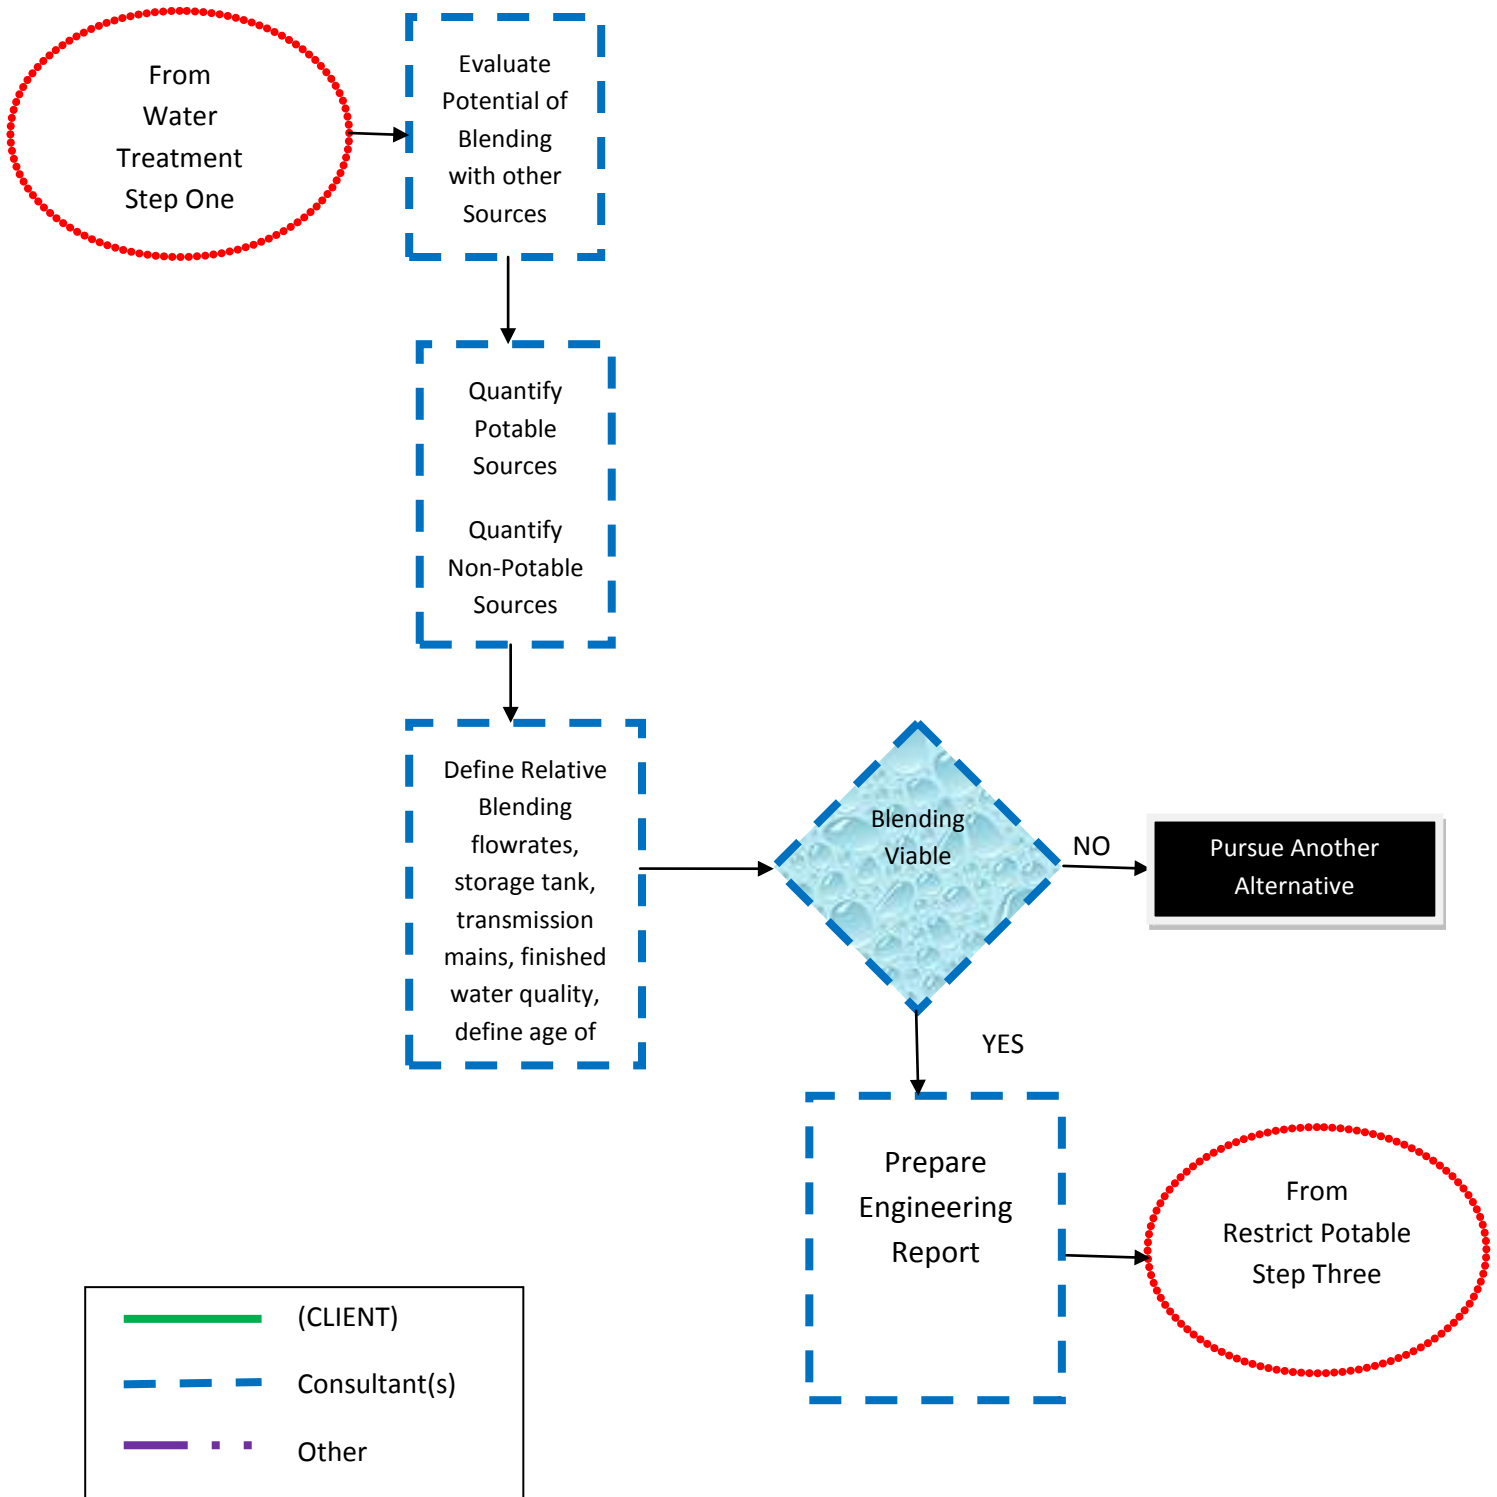 From
Water
Treatment
Step One
Evaluate
Potential of
Blending
with other
Sources
Quantify
Potable
Sources
Quantify
Non-Potable
Sources
Define Relative
Blending
flowrates,
storage tank,
transmission
mains, finished
water quality,
define age of
Blending
Viable
NO
Pursue Another
Alternative
YES
Prepare
Engineering
Report
From
Restrict Potable
Step Three
(CLIENT)
Consultant(s)
Other